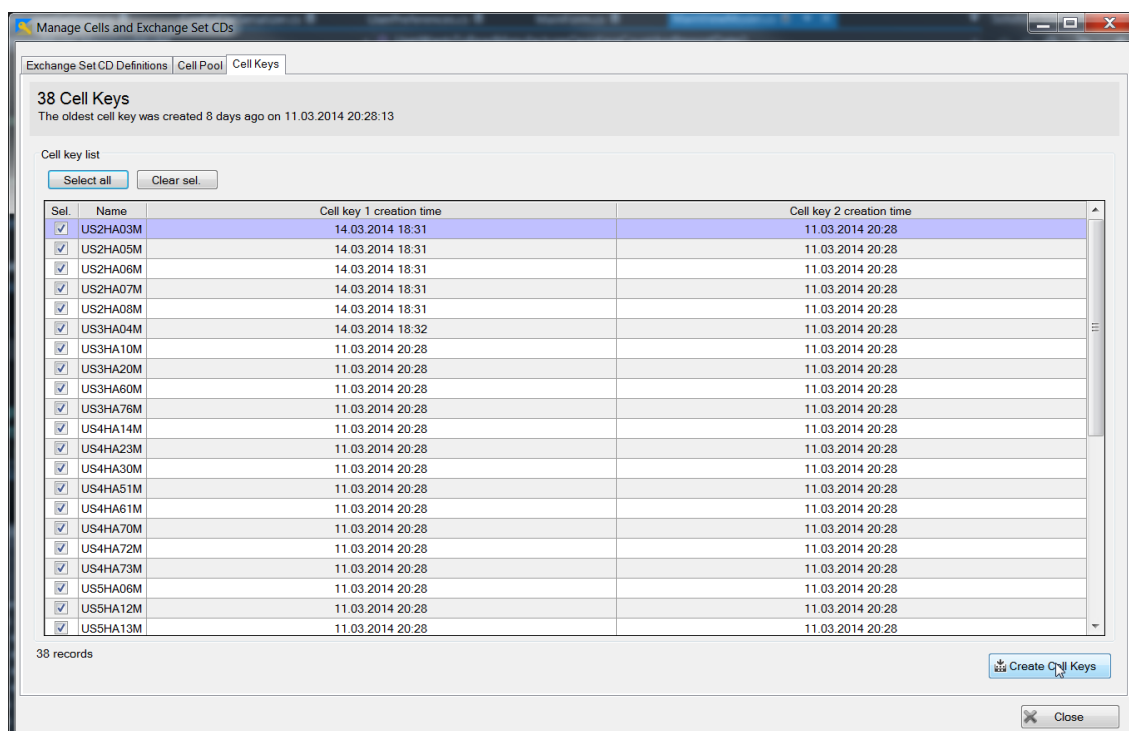 Manage Cells and Exchange Set CDs
Exchange Set CD Definitions Cell Pool Cell Keys
38 Cell Keys
The oldest cell key was created 8 days ago on 11.03.2014 20:28:13
Cell key list
Select all Clear sel.
Sel. Name Cell key 1 creation time Cell key 2 creation time
US2HA03M 14.03.2014 18:31 11.03.2014 20:28
US2HA05M 14.03.2014 18:31 11.03.2014 20:28
US2HA06M 14.03.2014 18:31 11.03.2014 20:28
US2HA07M 14.03.2014 18:31 11.03.2014 20:28
US2HA08M 14.03.2014 18:31 11.03.2014 20:28
US3HA04M 14.03.2014 18:32 11.03.2014 20:28
US3HA10M 11.03.2014 20:28 11.03.2014 20:28
US3HA20M 11.03.2014 20:28 11.03.2014 20:28
US3HA60M 11.03.2014 20:28 11.03.2014 20:28
US3HA76M 11.03.2014 20:28 11.03.2014 20:28
US4HA14M 11.03.2014 20:28 11.03.2014 20:28
US4HA23M 11.03.2014 20:28 11.03.2014 20:28
US4HA30M 11.03.2014 20:28 11.03.2014 20:28
US4HA51M 11.03.2014 20:28 11.03.2014 20:28
US4HA61M 11.03.2014 20:28 11.03.2014 20:28
US4HA70M 11.03.2014 20:28 11.03.2014 20:28
US4HA72M 11.03.2014 20:28 11.03.2014 20:28
US4HA73M 11.03.2014 20:28 11.03.2014 20:28
US5HA06M 11.03.2014 20:28 11.03.2014 20:28
US5HA12M 11.03.2014 20:28 11.03.2014 20:28
US5HA13M 11.03.2014 20:28 11.03.2014 20:28
38 records
Create Cell Keys
Close